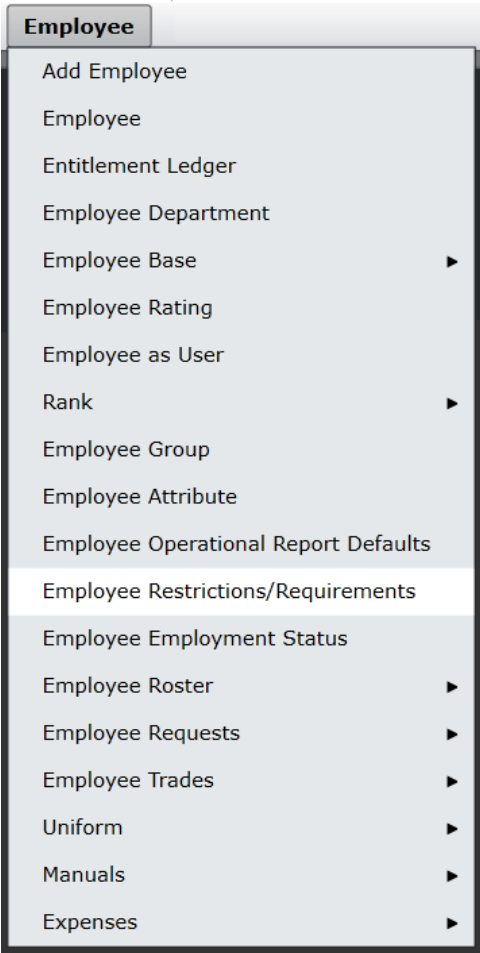 Employee
Add Employee
Employee
Entitlement Ledger
Employee Department
Employee Base
Employee Rating
Employee as User
Rank
Employee Group
Employee Attribute
Employee Operational Report Defaults
Employee Restrictions/Requirements
Employee Employment Status
Employee Roster
Employee Requests
Employee Trades
Uniform
Manuals
Expenses